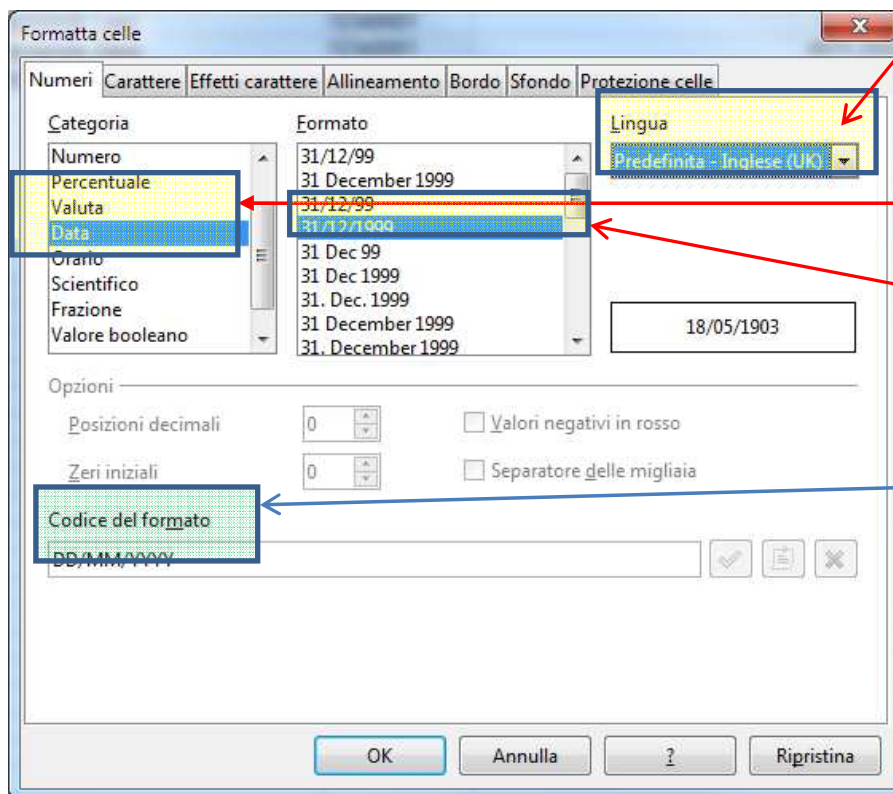 Formatta celle
Numeri Carattere Effetti carattere Allineamento Bordo Sfondo Protezione celle
Categoria
Numero
Percentuale
Valuta
Data
Orario
Scientifico
Frazione
Valore booleano
Formato
31/12/99
31 December 1999
31/12/99
31/12/1999
31 Dec 99
31 Dec 1999
31. Dec. 1999
31 December 1999
31. December 1999
Lingua
Predefinita - Inglese (UK)
18/05/1903
Opzioni
Posizioni decimali 0 Valori negativi in rosso
Zeri iniziali 0 Separatore delle migliaia
Codice del formato
DD/MM/YYYY
OK Annulla ? Ripristina